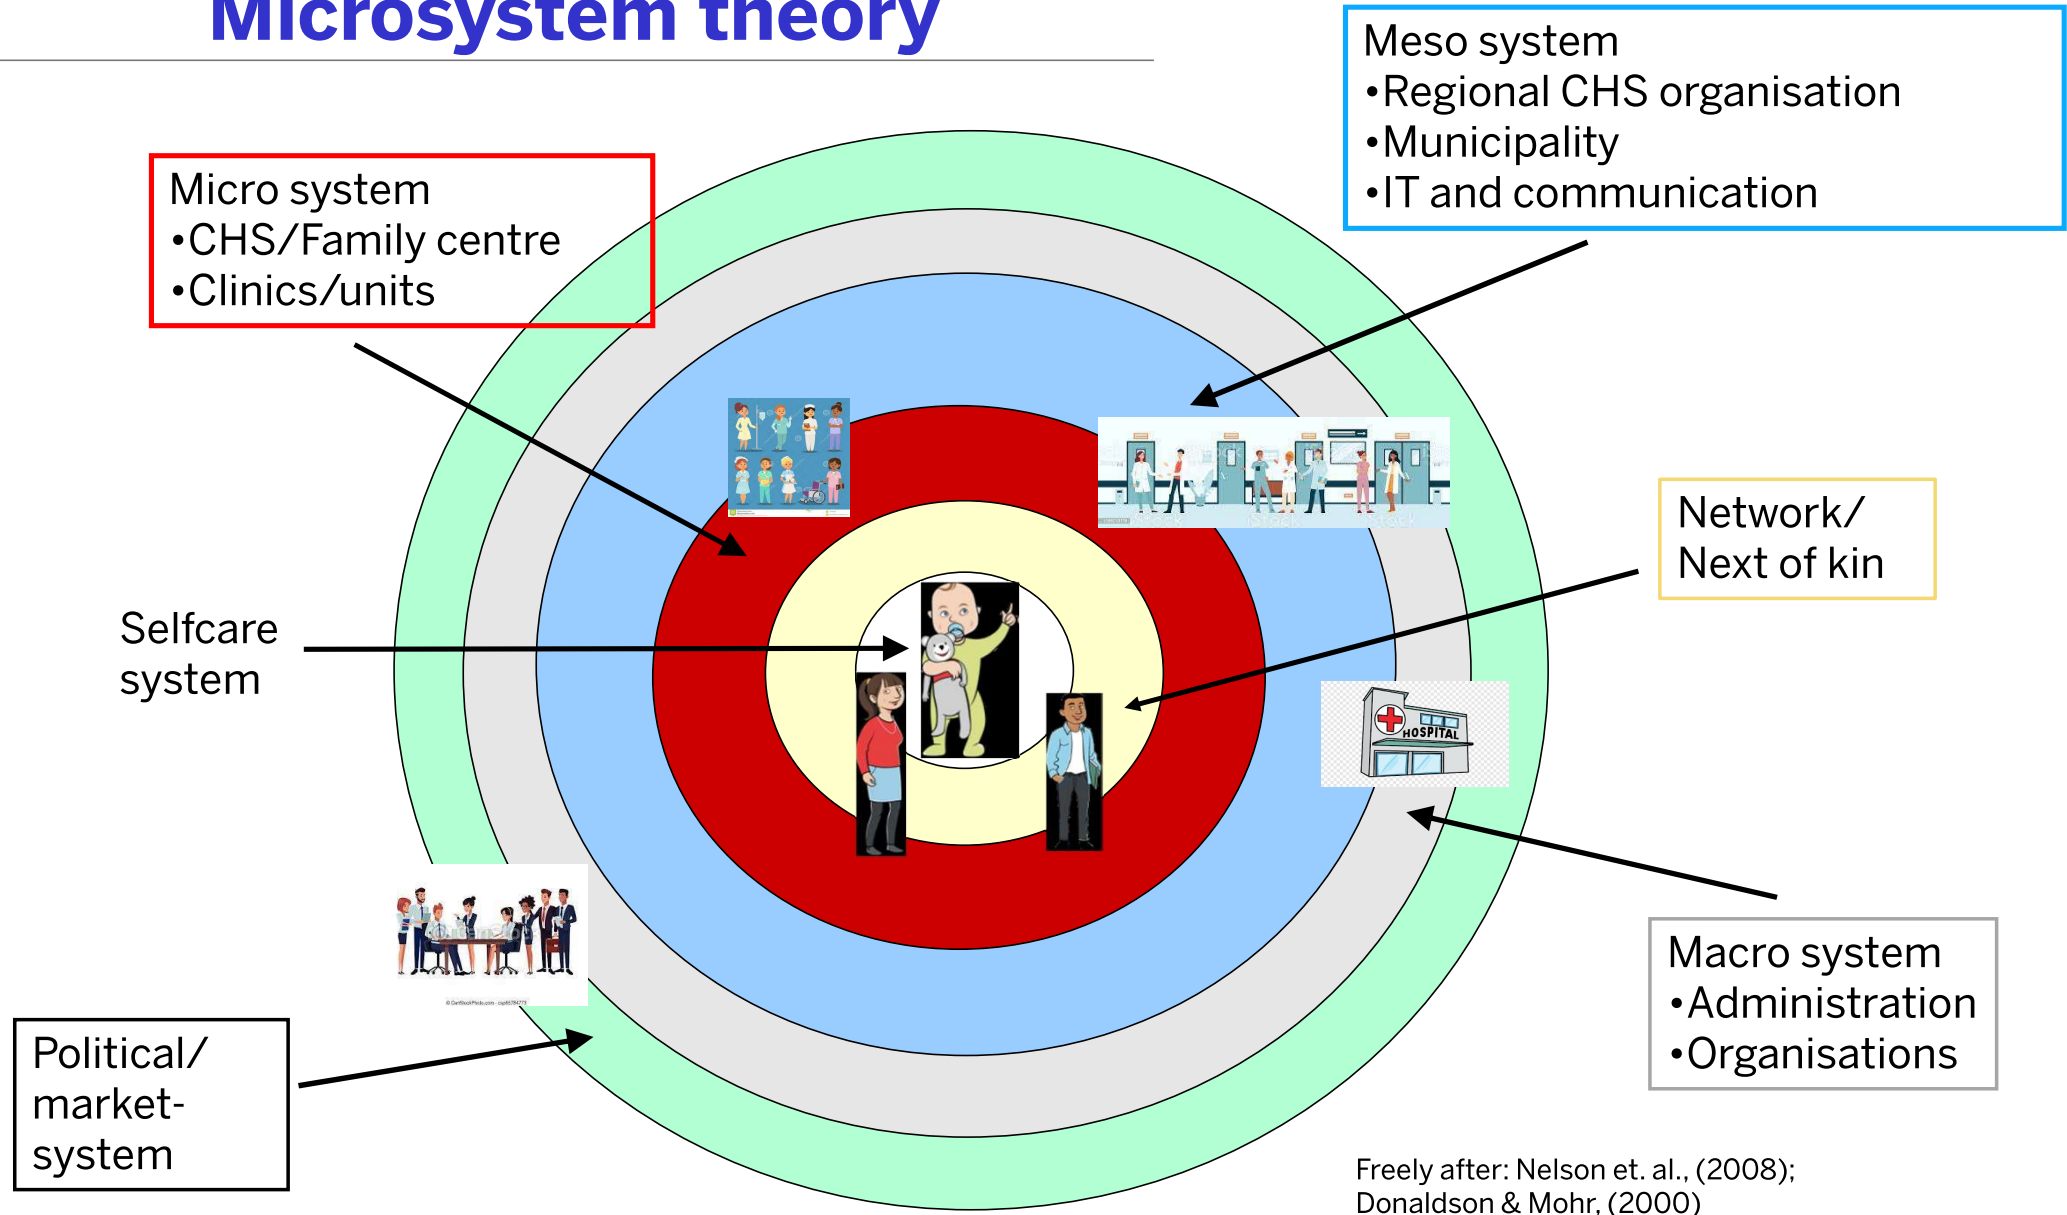 Microsystem theory
Meso system
•Regional CHS organisation
•Municipality
•IT and communication
Micro system
•CHS/Family centre
•Clinics/units
Network/
Next of kin
Selfcare
system
HOSPITAL
Macro system
•Administration
•Organisations
Political/
market-
system
Freely after: Nelson et. al., (2008);
Donaldson & Mohr, (2000)